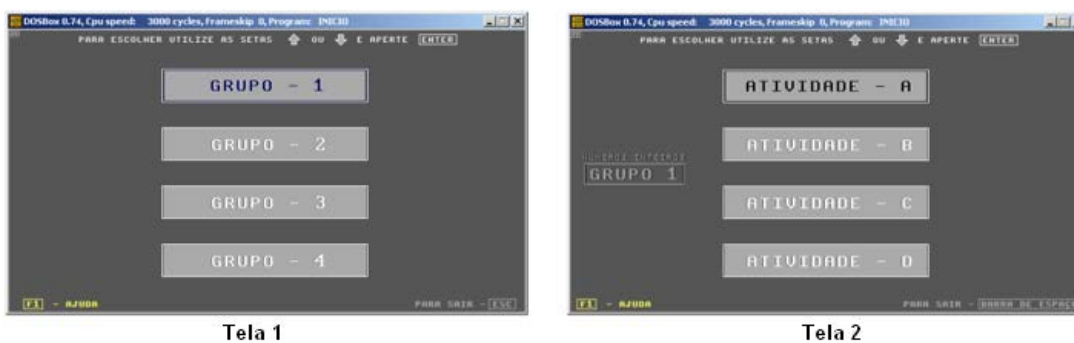 DOSBox 0.74, Cpu speed: 3000 cycles, Frameskip 0, Program: INICIO
PARA ESCOLHER UTILIZE AS SETAS OU E APERTE ENTER
GRUPO - 1
GRUPO - 2
GRUPO - 3
GRUPO - 4
F1 - AJUDA
PARA SAIR - ESC
Tela 1
DOSBox 0.74, Cpu speed: 3000 cycles, Frameskip 0, Program: INICIO
PARA ESCOLHER UTILIZE AS SETAS OU E APERTE ENTER
ATIVIDADE - A
ATIVIDADE - B
NUMEROS INTEIROS
GRUPO 1
ATIVIDADE - C
ATIVIDADE - D
F1 - AJUDA
PARA SAIR - BARRA DE ESPAÇO
Tela 2